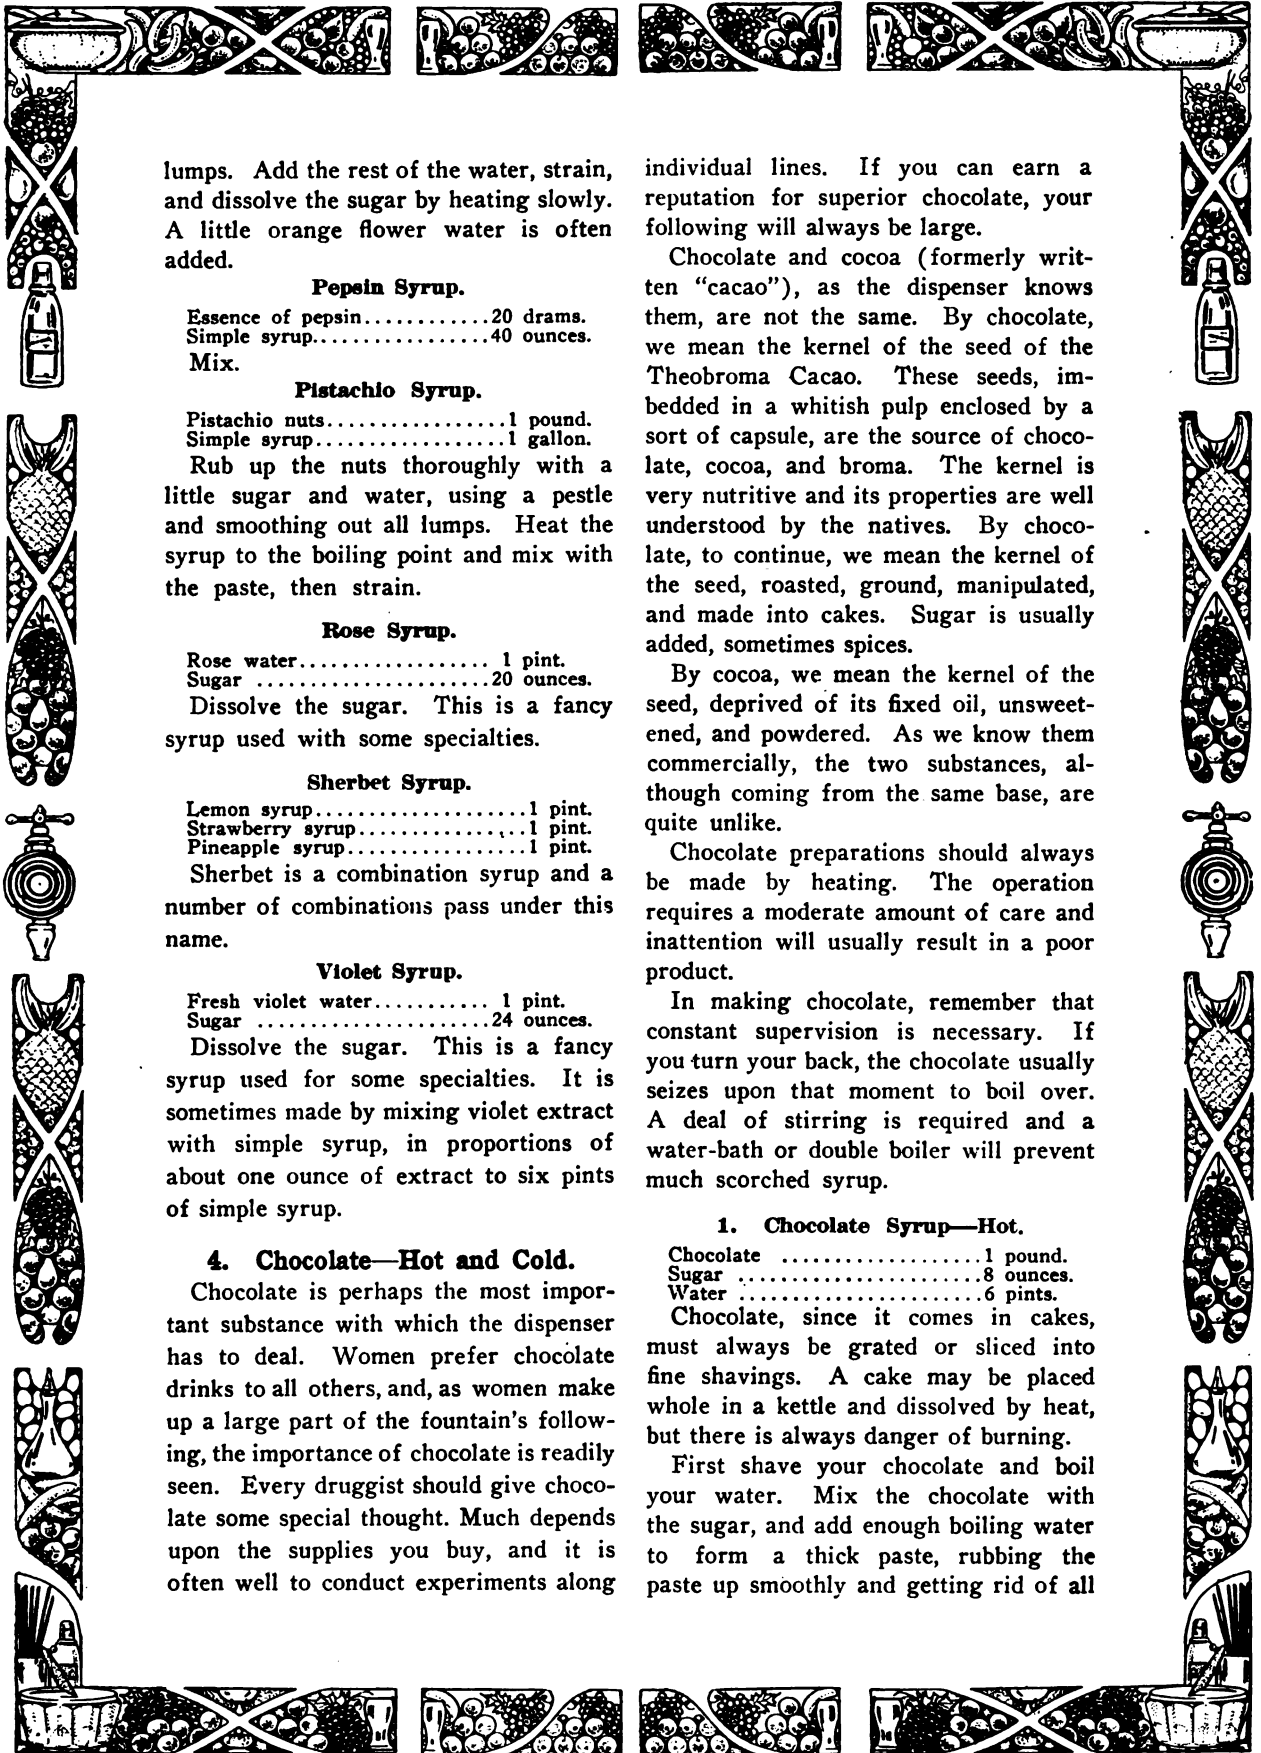 lumps. Add the rest of the water, strain,
and dissolve the sugar by heating slowly.
A little orange flower water is often
added.
Pepsin Syrup.
Essence of pepsin............20 drams.
Simple syrup.................40 ounces.
Mix.
Pistachio Syrup.
Pistachio nuts.................1 pound.
Simple syrup..................1 gallon.
Rub up the nuts thoroughly with a
little sugar and water, using a pestle
and smoothing out all lumps. Heat the
syrup to the boiling point and mix with
the paste, then strain.
Rose Syrup.
Rose water.................. 1 pint.
Sugar ......................20 ounces.
Dissolve the sugar. This is a fancy
syrup used with some specialties.
Sherbet Syrup.
Lemon syrup....................1 pint.
Strawberry syrup................1 pint.
Pineapple syrup.................1 pint.
Sherbet is a combination syrup and a
number of combinations pass under this
name.
Violet Syrup.
Fresh violet water........... 1 pint.
Sugar ......................24 ounces.
Dissolve the sugar. This is a fancy
syrup used for some specialties. It is
sometimes made by mixing violet extract
with simple syrup, in proportions of
about one ounce of extract to six pints
of simple syrup.
4. Chocolate—Hot and Cold.
Chocolate is perhaps the most impor-
tant substance with which the dispenser
has to deal. Women prefer chocolate
drinks to all others, and, as women make
up a large part of the fountain's follow-
ing, the importance of chocolate is readily
seen. Every druggist should give choco-
late some special thought. Much depends
upon the supplies you buy, and it is
often well to conduct experiments along
individual lines. If you can earn a
reputation for superior chocolate, your
following will always be large.
Chocolate and cocoa (formerly writ-
ten “cacao”), as the dispenser knows
them, are not the same. By chocolate,
we mean the kernel of the seed of the
Theobroma Cacao. These seeds, im-
bedded in a whitish pulp enclosed by a
sort of capsule, are the source of choco-
late, cocoa, and broma. The kernel is
very nutritive and its properties are well
understood by the natives. By choco-
late, to continue, we mean the kernel of
the seed, roasted, ground, manipulated,
and made into cakes. Sugar is usually
added, sometimes spices.
By cocoa, we mean the kernel of the
seed, deprived of its fixed oil, unsweet-
ened, and powdered. As we know them
commercially, the two substances, al-
though coming from the same base, are
quite unlike.
Chocolate preparations should always
be made by heating. The operation
requires a moderate amount of care and
inattention will usually result in a poor
product.
In making chocolate, remember that
constant supervision is necessary. If
you turn your back, the chocolate usually
seizes upon that moment to boil over.
A deal of stirring is required and a
water-bath or double boiler will prevent
much scorched syrup.
1. Chocolate Syrup—Hot.
Chocolate ...................1 pound.
Sugar .......................8 ounces.
Water .......................6 pints.
Chocolate, since it comes in cakes,
must always be grated or sliced into
fine shavings. A cake may be placed
whole in a kettle and dissolved by heat,
but there is always danger of burning.
First shave your chocolate and boil
your water. Mix the chocolate with
the sugar, and add enough boiling water
to form a thick paste, rubbing the
paste up smoothly and getting rid of all